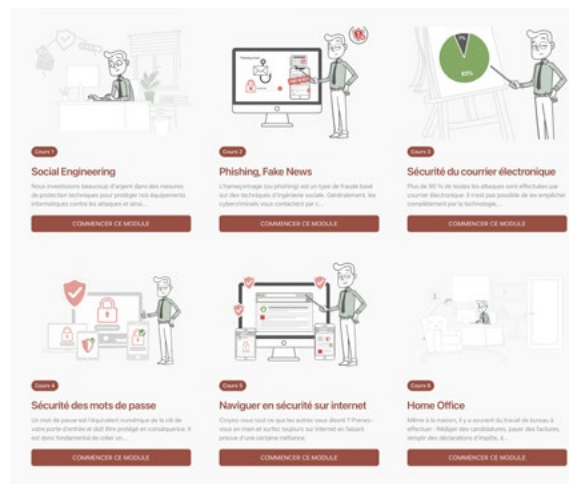 Cours 1
Social Engineering
Nous investissons beaucoup d'argent dans des mesures
de protection techniques pour protéger nos équipements
informatiques contre les attaques et ainsi...
COMMENCER CE MODULE
Phishing, Fake News
Cours 2
Phishing, Fake News
L'hameçonnage (ou phishing) est un type de fraude basé
sur des techniques d'ingénierie sociale. Généralement, les
cybercriminels vous contactent par c...
COMMENCER CE MODULE
7%
93%
Cours 3
Sécurité du courrier électronique
Plus de 90 % de toutes les attaques sont effectuées par
courrier électronique. Il n'est pas possible de les empêcher
complètement par la technologie,...
COMMENCER CE MODULE
Cours 4
Sécurité des mots de passe
Un mot de passe est l'équivalent numérique de la clé de
votre porte d'entrée et doit être protégé en conséquence. Il
est donc fondamental de créer un...
COMMENCER CE MODULE
Cours 5
Naviguer en sécurité sur internet
Croyez-vous tout ce que les autres vous disent ? Prenez-
vous en main et surfez toujours sur Internet en faisant
preuve d'une certaine méfiance;
COMMENCER CE MODULE
Cours 6
Home Office
Même à la maison, il y a souvent du travail de bureau à
effectuer : Rédiger des candidatures, payer des factures,
remplir des déclarations d'impôts, e...
COMMENCER CE MODULE